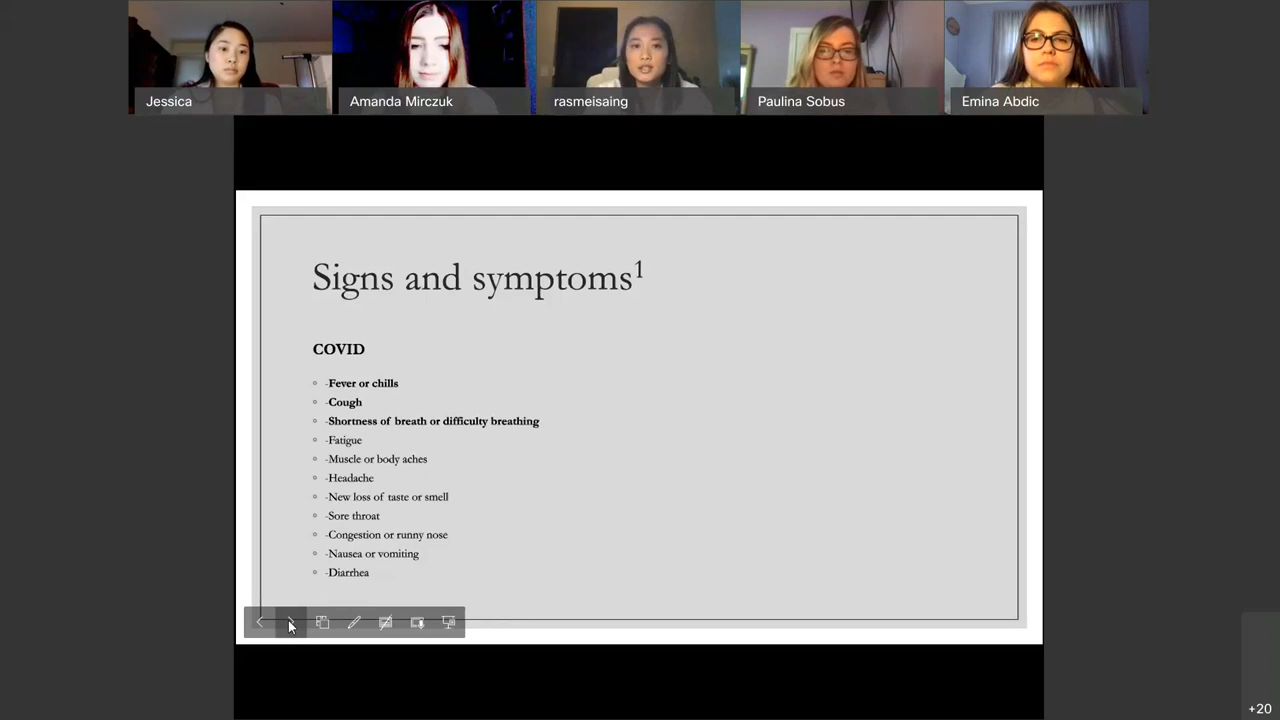 Jessica
Amanda Mirczuk
rasmeisaing
Paulina Sobus
Emina Abdic
Signs and symptoms¹
COVID
-Fever or chills
-Cough
-Shortness of breath or difficulty breathing
-Fatigue
-Muscle or body aches
-Headache
-New loss of taste or smell
-Sore throat
-Congestion or runny nose
-Nausea or vomiting
-Diarrhea
+20